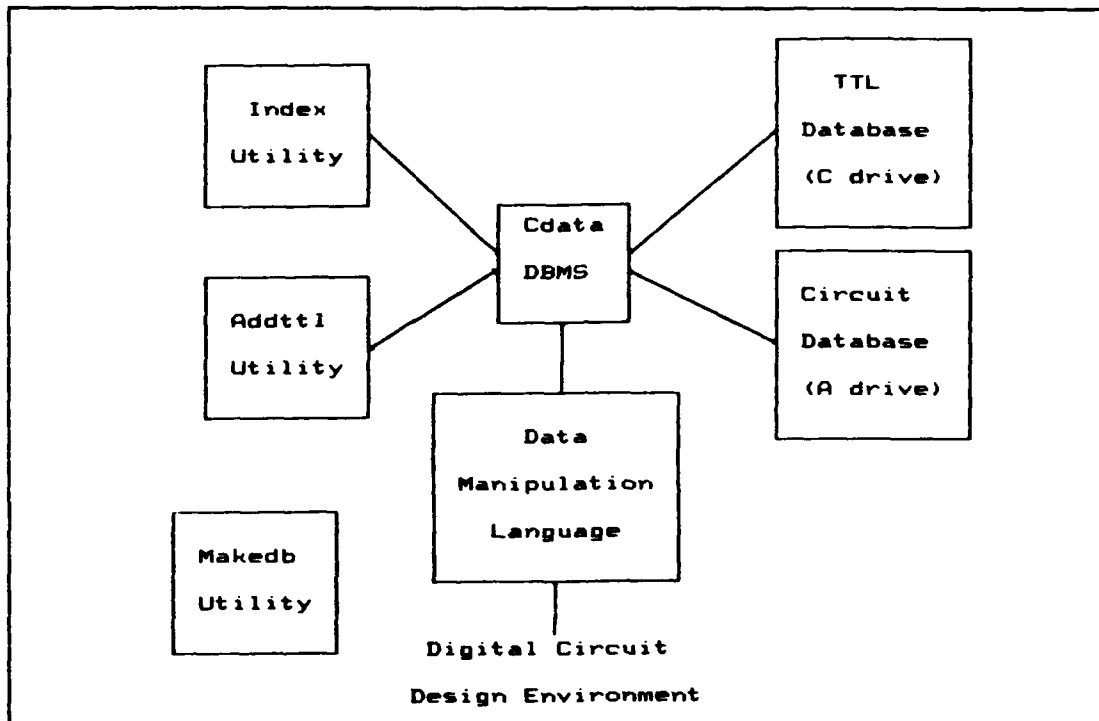 Index
Utility
TTL
Database
(C drive)
Cdata
DBMS
Addttl
Utility
Circuit
Database
(A drive)
Data
Manipulation
Language
Makedb
Utility
Digital Circuit
Design Environment